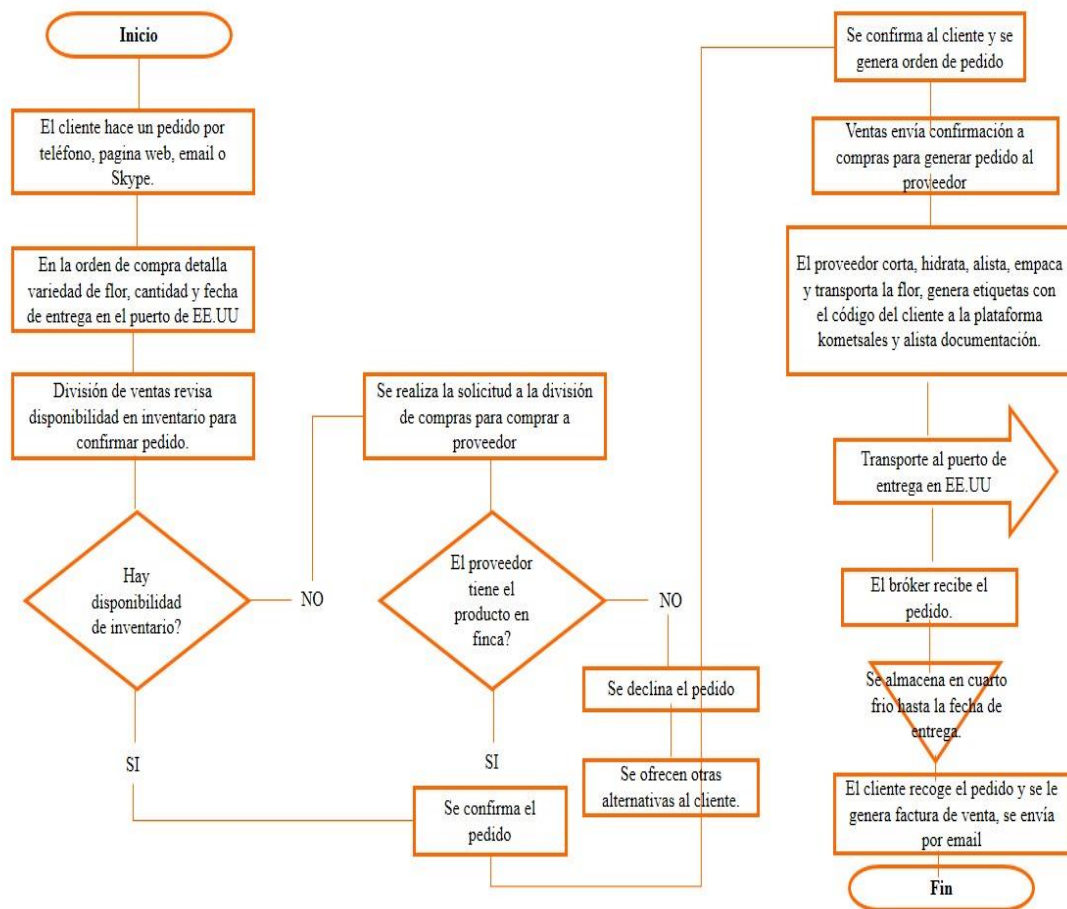 Inicio
El cliente hace un pedido por
teléfono, pagina web, email o
Skype.
En la orden de compra detalla
variedad de flor, cantidad y fecha
de entrega en el puerto de EE.UU
División de ventas revisa
disponibilidad en inventario para
confirmar pedido.
Hay
disponibilidad
de inventario?
NO
SI
Se realiza la solicitud a la división
de compras para comprar a
proveedor
El proveedor
tiene el
producto en
finca?
NO
SI
Se declina el pedido
Se ofrecen otras
alternativas al cliente.
Se confirma el
pedido
Se confirma al cliente y se
genera orden de pedido
Ventas envía confirmación a
compras para generar pedido al
proveedor
El proveedor corta, hidrata, alista, empaca
y transporta la flor, genera etiquetas con
el código del cliente a la plataforma
kometsales y alista documentación.
Transporte al puerto de
entrega en EE.UU
El bróker recibe el
pedido.
Se almacena en cuarto
frio hasta la fecha de
entrega.
El cliente recoge el pedido y se le
genera factura de venta, se envía
por email
Fin